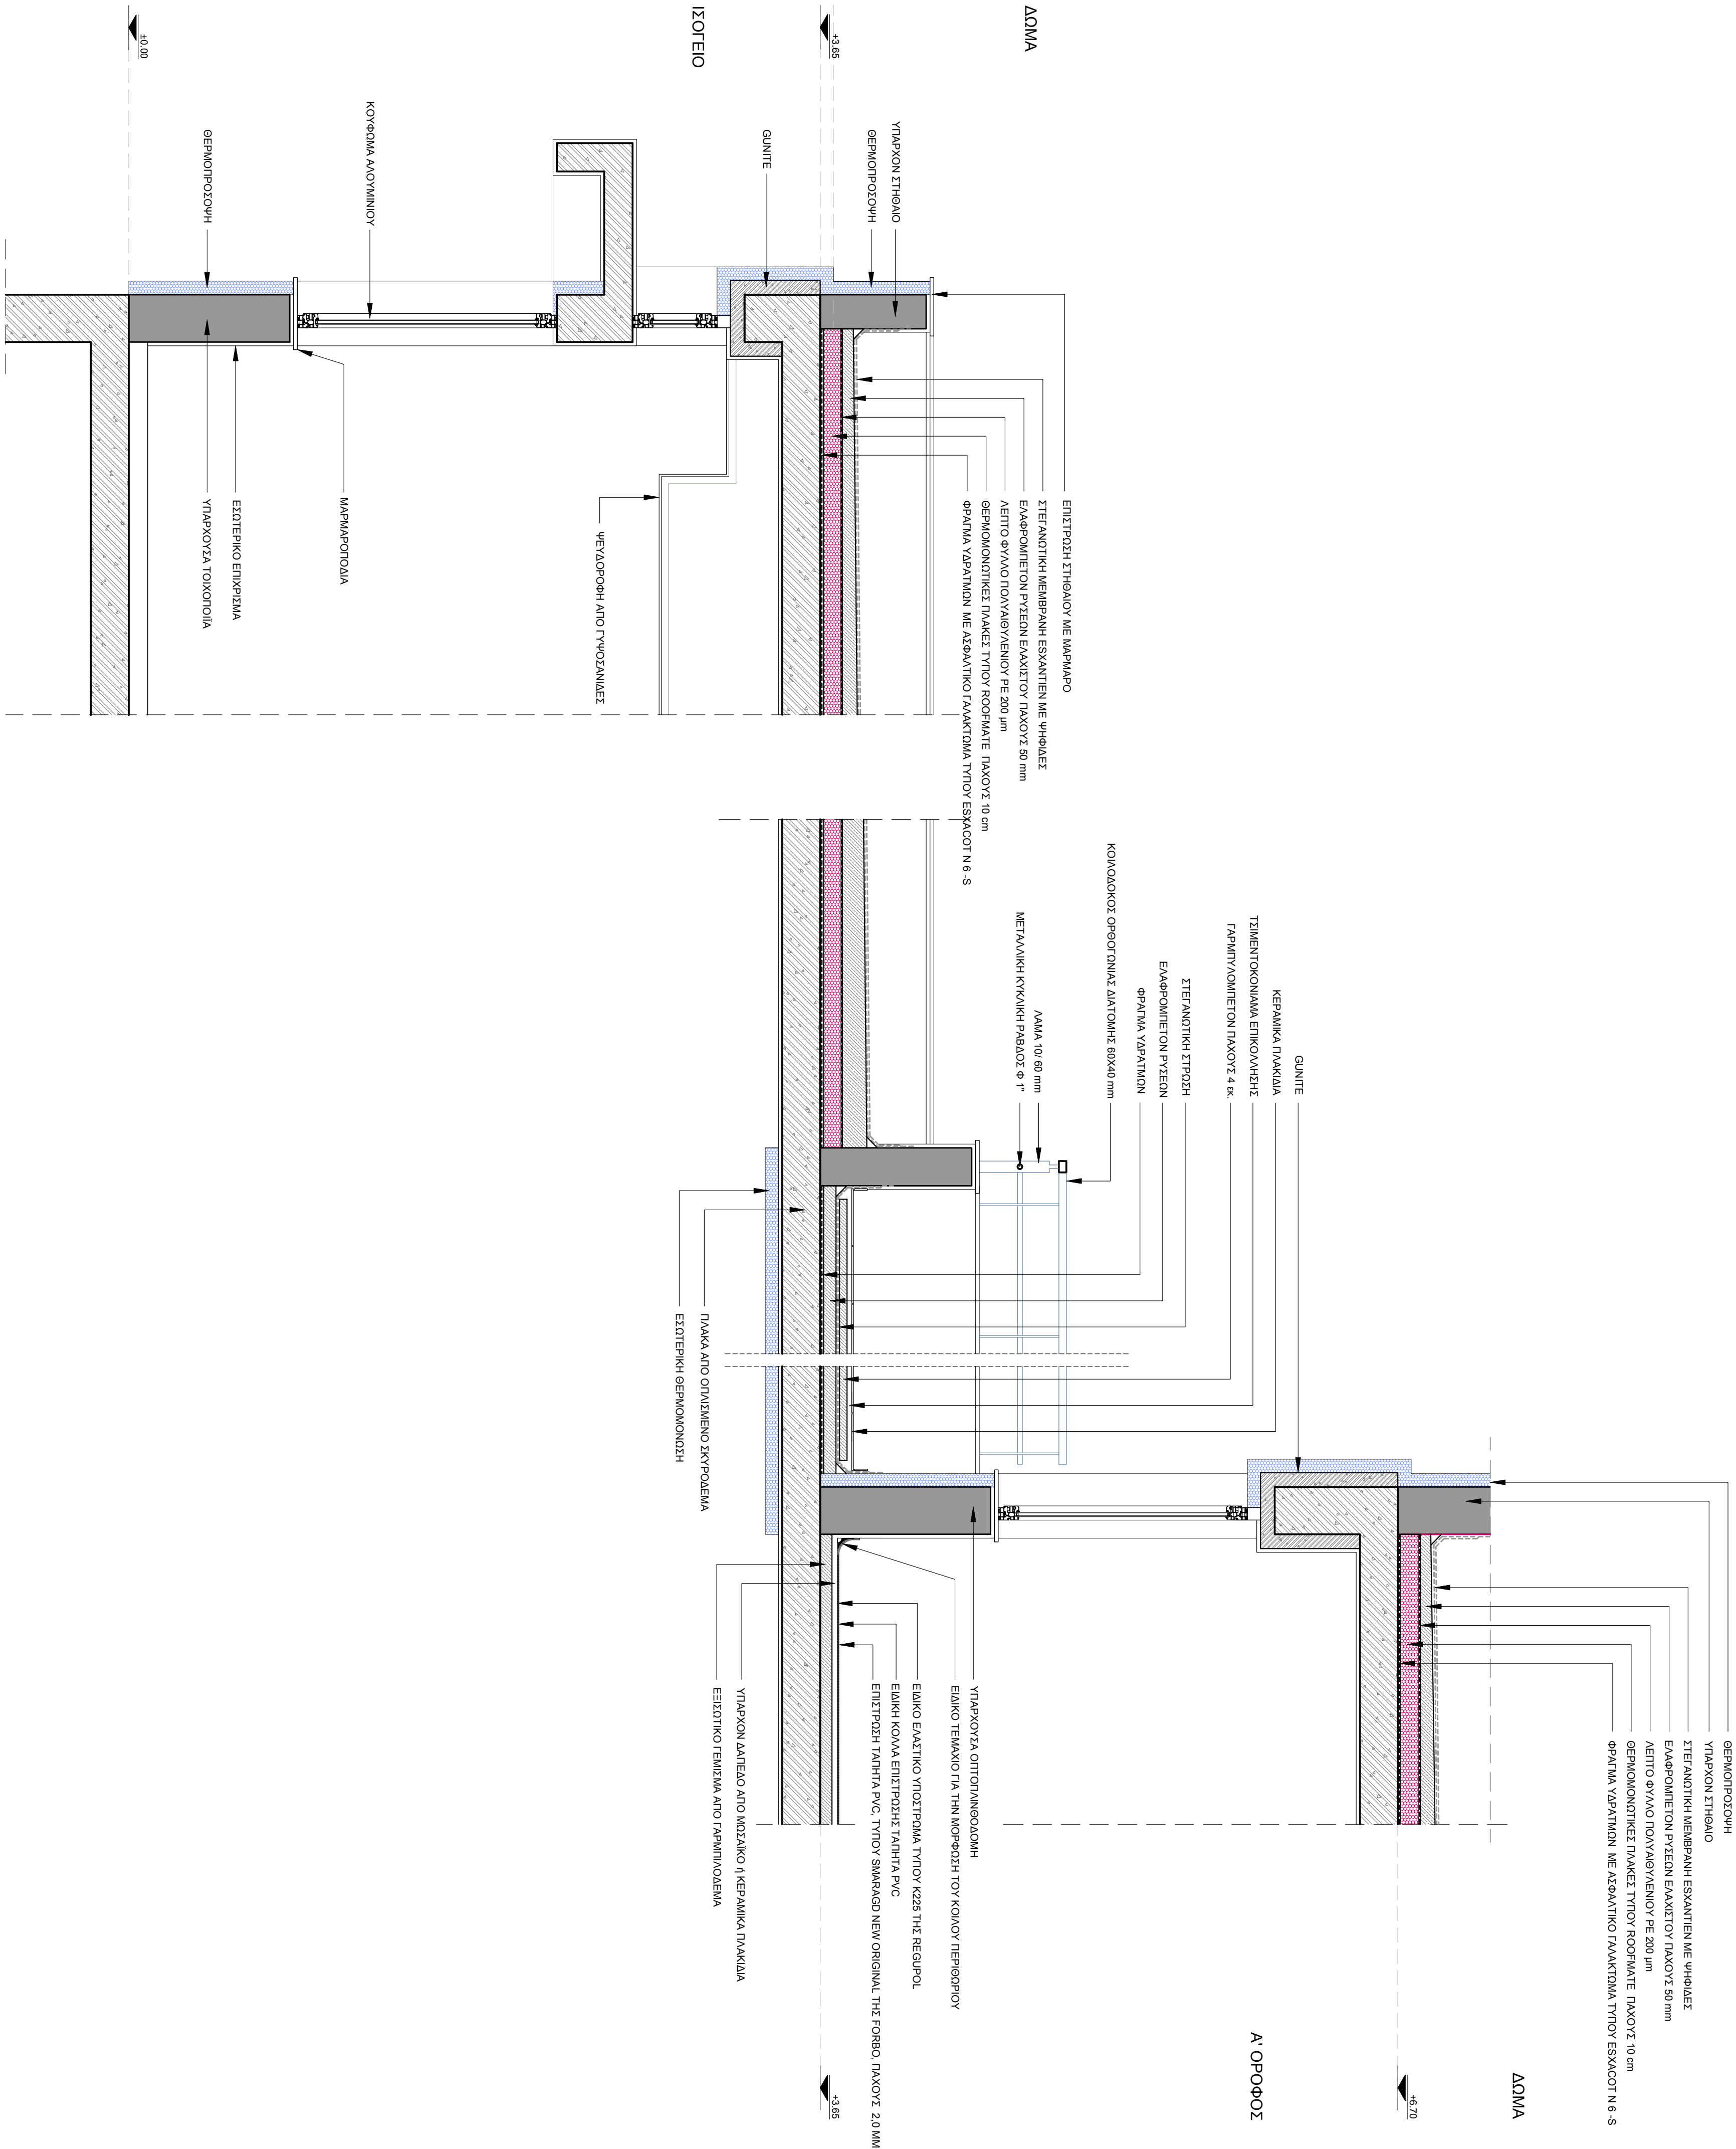 ΔΩΜΑ
+3.65
ΙΣΟΓΕΙΟ
±0.00
ΥΠΑΡΧΟΝ ΣΤΗΘΑΙΟ
ΘΕΡΜΟΠΡΟΣΟΨΗ
GUNITE
ΚΟΥΦΩΜΑ ΑΛΟΥΜΙΝΙΟΥ
ΘΕΡΜΟΠΡΟΣΟΨΗ
ΕΠΙΣΤΡΩΣΗ ΣΤΗΘΑΙΟΥ ΜΕ ΜΑΡΜΑΡΟ
ΣΤΕΓΑΝΩΤΙΚΗ ΜΕΜΒΡΑΝΗ ESXANTIEN ΜΕ ΨΗΦΙΔΕΣ
ΕΛΑΦΡΟΜΠΕΤΟΝ ΡΥΣΕΩΝ ΕΛΑΧΙΣΤΟΥ ΠΑΧΟΥΣ 50 mm
ΛΕΠΤΟ ΦΥΛΛΟ ΠΟΛΥΑΙΘΥΛΕΝΙΟΥ PE 200 μm
ΘΕΡΜΟΜΟΝΩΤΙΚΕΣ ΠΛΑΚΕΣ ΤΥΠΟΥ ROOFMATE ΠΑΧΟΥΣ 10 cm
ΦΡΑΓΜΑ ΥΔΡΑΤΜΩΝ ΜΕ ΑΣΦΑΛΤΙΚΟ ΓΑΛΑΚΤΩΜΑ ΤΥΠΟΥ ESXACOT N 6 -S
ΨΕΥΔΟΡΟΦΗ ΑΠΟ ΓΥΨΟΣΑΝΙΔΕΣ
ΜΑΡΜΑΡΟΠΟΔΙΑ
ΕΣΩΤΕΡΙΚΟ ΕΠΙΧΡΙΣΜΑ
ΥΠΑΡΧΟΥΣΑ ΤΟΙΧΟΠΟΙΪΑ
GUNITE
ΚΕΡΑΜΙΚΑ ΠΛΑΚΙΔΙΑ
ΤΣΙΜΕΝΤΟΚΟΝΙΑΜΑ ΕΠΙΚΟΛΛΗΣΗΣ
ΓΑΡΜΠΥΛΟΜΠΕΤΟΝ ΠΑΧΟΥΣ 4 εκ.
ΣΤΕΓΑΝΩΤΙΚΗ ΣΤΡΩΣΗ
ΕΛΑΦΡΟΜΠΕΤΟΝ ΡΥΣΕΩΝ
ΦΡΑΓΜΑ ΥΔΡΑΤΜΩΝ
ΚΟΙΛΟΔΟΚΟΣ ΟΡΘΟΓΩΝΙΑΣ ΔΙΑΤΟΜΗΣ 60X40 mm
ΛΑΜΑ 10/ 60 mm
ΜΕΤΑΛΛΙΚΗ ΚΥΚΛΙΚΗ ΡΑΒΔΟΣ Φ 1"
ΠΛΑΚΑ ΑΠΟ ΟΠΛΙΣΜΕΝΟ ΣΚΥΡΟΔΕΜΑ
ΕΣΩΤΕΡΙΚΗ ΘΕΡΜΟΜΟΝΩΣΗ
ΘΕΡΜΟΠΡΟΣΟΨΗ
ΥΠΑΡΧΟΝ ΣΤΗΘΑΙΟ
ΣΤΕΓΑΝΩΤΙΚΗ ΜΕΜΒΡΑΝΗ ESXANTIEN ΜΕ ΨΗΦΙΔΕΣ
ΕΛΑΦΡΟΜΠΕΤΟΝ ΡΥΣΕΩΝ ΕΛΑΧΙΣΤΟΥ ΠΑΧΟΥΣ 50 mm
ΛΕΠΤΟ ΦΥΛΛΟ ΠΟΛΥΑΙΘΥΛΕΝΙΟΥ PE 200 μm
ΘΕΡΜΟΜΟΝΩΤΙΚΕΣ ΠΛΑΚΕΣ ΤΥΠΟΥ ROOFMATE ΠΑΧΟΥΣ 10 cm
ΦΡΑΓΜΑ ΥΔΡΑΤΜΩΝ ΜΕ ΑΣΦΑΛΤΙΚΟ ΓΑΛΑΚΤΩΜΑ ΤΥΠΟΥ ESXACOT N 6 -S
ΥΠΑΡΧΟΥΣΑ ΟΠΤΟΠΛΙΝΘΟΔΟΜΗ
ΕΙΔΙΚΟ ΤΕΜΑΧΙΟ ΓΙΑ ΤΗΝ ΜΟΡΦΩΣΗ ΤΟΥ ΚΟΙΛΟΥ ΠΕΡΙΘΩΡΙΟΥ
ΕΙΔΙΚΟ ΕΛΑΣΤΙΚΟ ΥΠΟΣΤΡΩΜΑ ΤΥΠΟΥ K225 ΤΗΣ REGUPOL
ΕΙΔΙΚΗ ΚΟΛΛΑ ΕΠΙΣΤΡΩΣΗΣ ΤΑΠΗΤΑ PVC
ΕΠΙΣΤΡΩΣΗ ΤΑΠΗΤΑ PVC, ΤΥΠΟΥ SMARAGD NEW ORIGINAL ΤΗΣ FORBO, ΠΑΧΟΥΣ 2,0 MM
ΥΠΑΡΧΟΝ ΔΑΠΕΔΟ ΑΠΟ ΜΩΣΑΪΚΟ ή ΚΕΡΑΜΙΚΑ ΠΛΑΚΙΔΙΑ
ΕΞΙΣΩΤΙΚΟ ΓΕΜΙΣΜΑ ΑΠΟ ΓΑΡΜΠΙΛΟΔΕΜΑ
ΔΩΜΑ
+6.70
Α' ΟΡΟΦΟΣ
+3.65